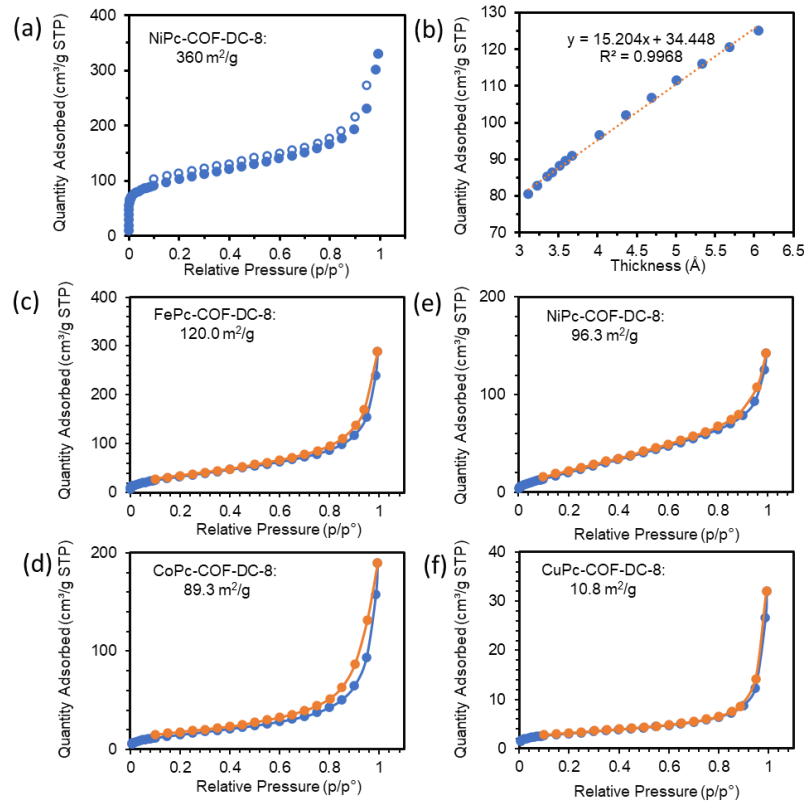 (a)
NiPc-COF-DC-8:
360 m²/g
Quantity Adsorbed (cm³/g STP)
400
300
200
100
0
0 0.2 0.4 0.6 0.8 1
Relative Pressure (p/p°)
(b)
y = 15.204x + 34.448
R² = 0.9968
Quantity Adsorbed (cm³/g STP)
130
120
110
100
90
80
70
3 3.5 4 4.5 5 5.5 6 6.5
Thickness (Å)
(c)
FePc-COF-DC-8:
120.0 m²/g
Quantity Adsorbed (cm³/g STP)
400
300
200
100
0
0 0.2 0.4 0.6 0.8 1
Relative Pressure (p/p°)
(e)
NiPc-COF-DC-8:
96.3 m²/g
Quantity Adsorbed (cm³/g STP)
200
100
0
0 0.2 0.4 0.6 0.8 1
Relative Pressure (p/p°)
(d)
CoPc-COF-DC-8:
89.3 m²/g
Quantity Adsorbed (cm³/g STP)
200
100
0
0 0.2 0.4 0.6 0.8 1
Relative Pressure (p/p°)
(f)
CuPc-COF-DC-8:
10.8 m²/g
Quantity Adsorbed (cm³/g STP)
40
30
20
10
0
0 0.2 0.4 0.6 0.8 1
Relative Pressure (p/p°)